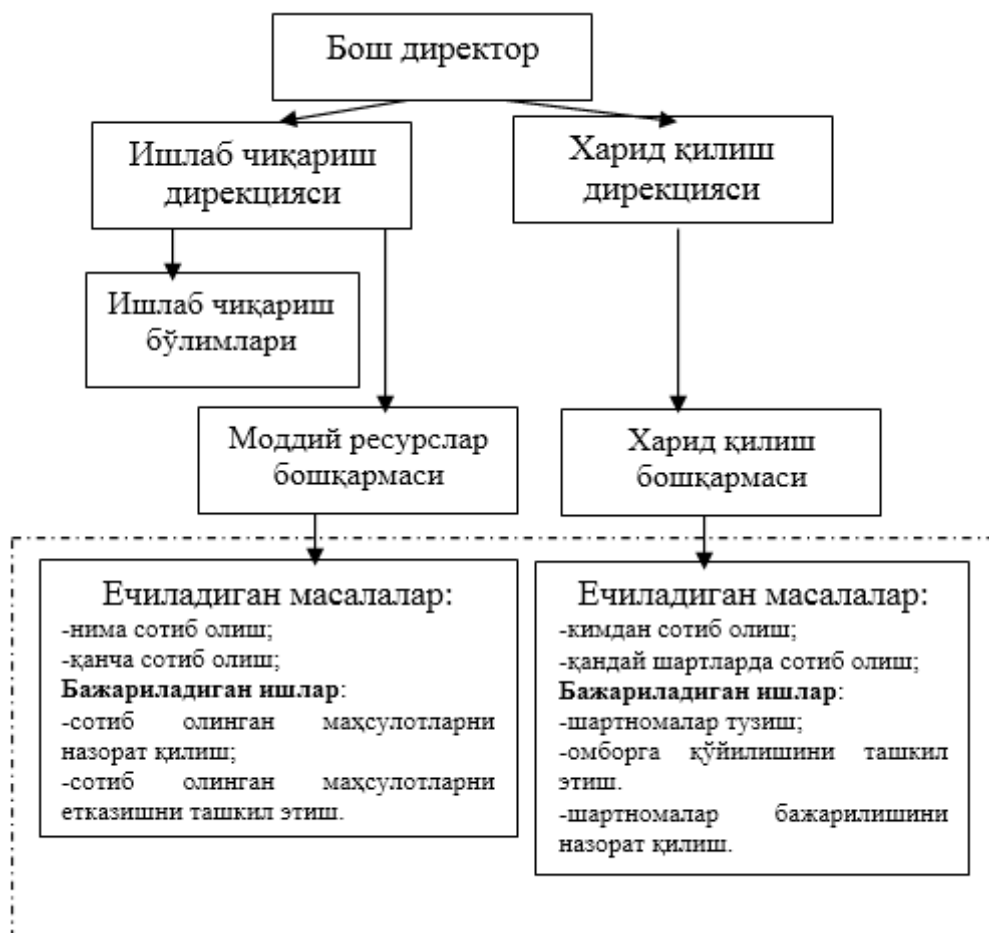 Бош директор
Ишлаб чиқариш
дирекцияси
Харид қилиш
дирекцияси
Ишлаб чиқариш
бўлимлари
Моддий ресурслар
бошқармаси
Харид қилиш
бошқармаси
Ечиладиган масалалар:
-нима сотиб олиш;
-қанча сотиб олиш;
Бажариладиган ишлар:
-сотиб олинган маҳсулотларни
назорат қилиш;
-сотиб олинган маҳсулотларни
етказишни ташкил этиш.
Ечиладиган масалалар:
-кимдан сотиб олиш;
-қандай шартларда сотиб олиш;
Бажариладиган ишлар:
-шартномалар тузиш;
-омборга қўйилишини ташкил
этиш.
-шартномалар бажарилишини
назорат қилиш.